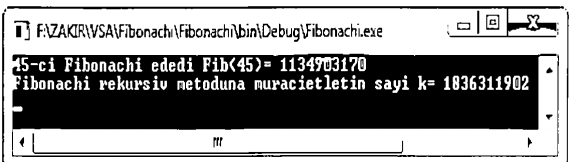 F:\ZAKIR\VSA\Fibonachi\Fibonachi\bin\Debug\Fibonachi.exe
45-ci Fibonachi ededi Fib(45)= 1134903170
Fibonachi rekursiv metoduna muracietletin sayi k= 1836311902